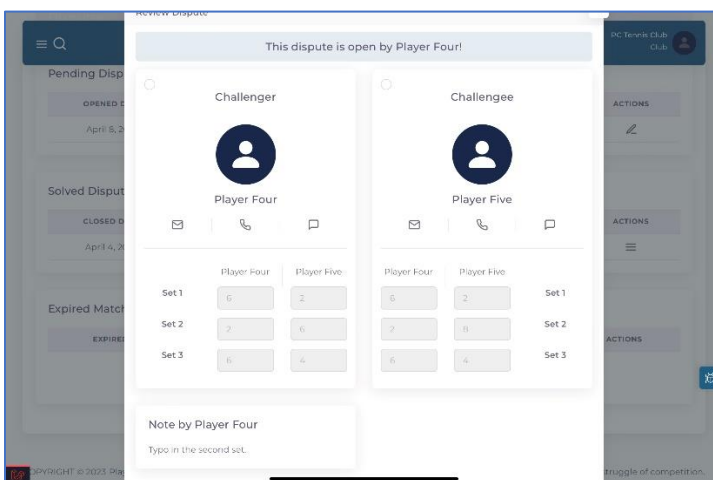 Review Dispute
This dispute is open by Player Four!
PC Tennis Club
Club
Pending Disp
OPENED D
ACTIONS
April 6, 2
Solved Disput
CLOSED D
ACTIONS
April 4, 2
Expired Match
EXPIRE
ACTIONS
Challenger
Player Four
Player Four Player Five
Set 1 6 2
Set 2 2 6
Set 3 6 4
Challengee
Player Five
Player Four Player Five
6 2 Set 1
2 8 Set 2
6 4 Set 3
Note by Player Four
Typo in the second set.
COPYRIGHT © 2023 Pla
truggle of competition.